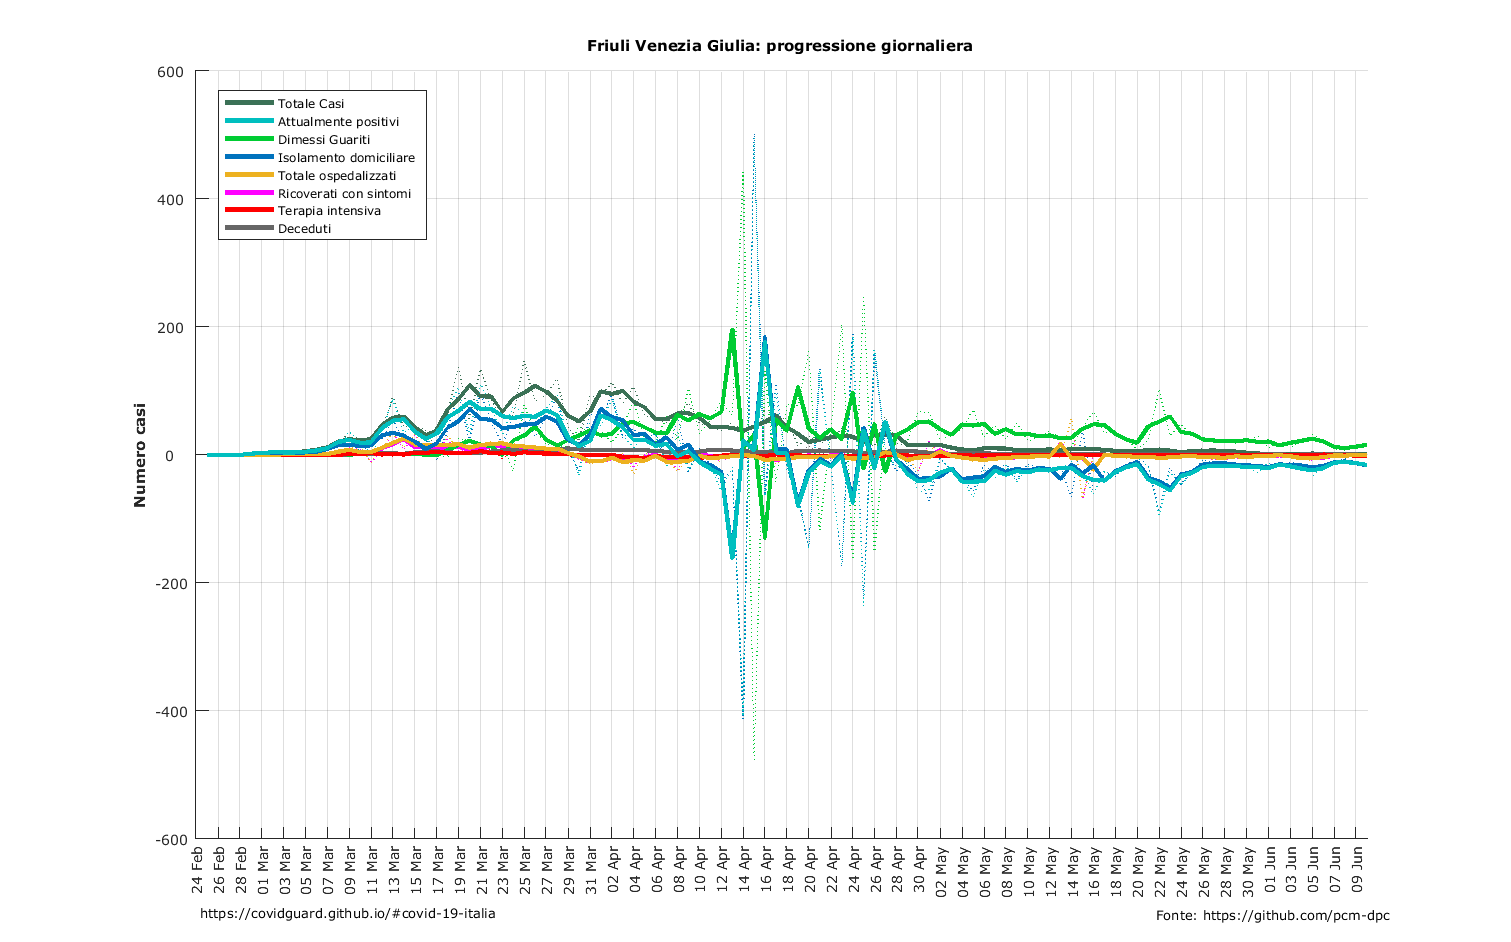 Friuli Venezia Giulia: progressione giornaliera
600
400
200
0
-200
-400
-600
Numero casi
Totale Casi
Attualmente positivi
Dimessi Guariti
Isolamento domiciliare
Totale ospedalizzati
Ricoverati con sintomi
Terapia intensiva
Deceduti
24 Feb
26 Feb
28 Feb
01 Mar
03 Mar
05 Mar
07 Mar
09 Mar
11 Mar
13 Mar
15 Mar
17 Mar
19 Mar
21 Mar
23 Mar
25 Mar
27 Mar
29 Mar
31 Mar
02 Apr
04 Apr
06 Apr
08 Apr
10 Apr
12 Apr
14 Apr
16 Apr
18 Apr
20 Apr
22 Apr
24 Apr
26 Apr
28 Apr
30 Apr
02 May
04 May
06 May
08 May
10 May
12 May
14 May
16 May
18 May
20 May
22 May
24 May
26 May
28 May
30 May
01 Jun
03 Jun
05 Jun
07 Jun
09 Jun
https://covidguard.github.io/#covid-19-italia
Fonte: https://github.com/pcm-dpc